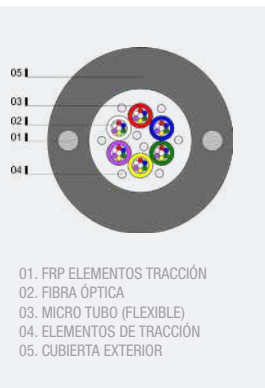 05
03
02
01
04
01. FRP ELEMENTOS TRACCIÓN
02. FIBRA ÓPTICA
03. MICRO TUBO (FLEXIBLE)
04. ELEMENTOS DE TRACCIÓN
05. CUBIERTA EXTERIOR